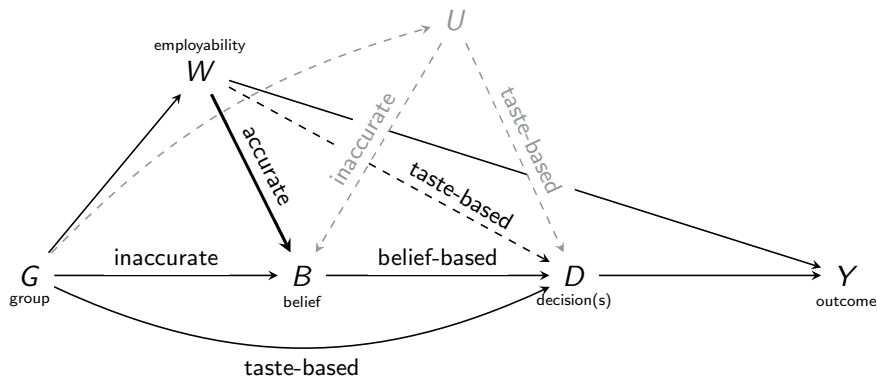 U
employability
W
accurate
inaccurate
taste-based
taste-based
inaccurate
belief-based
G
B
D
Y
group
belief
decision(s)
outcome
taste-based